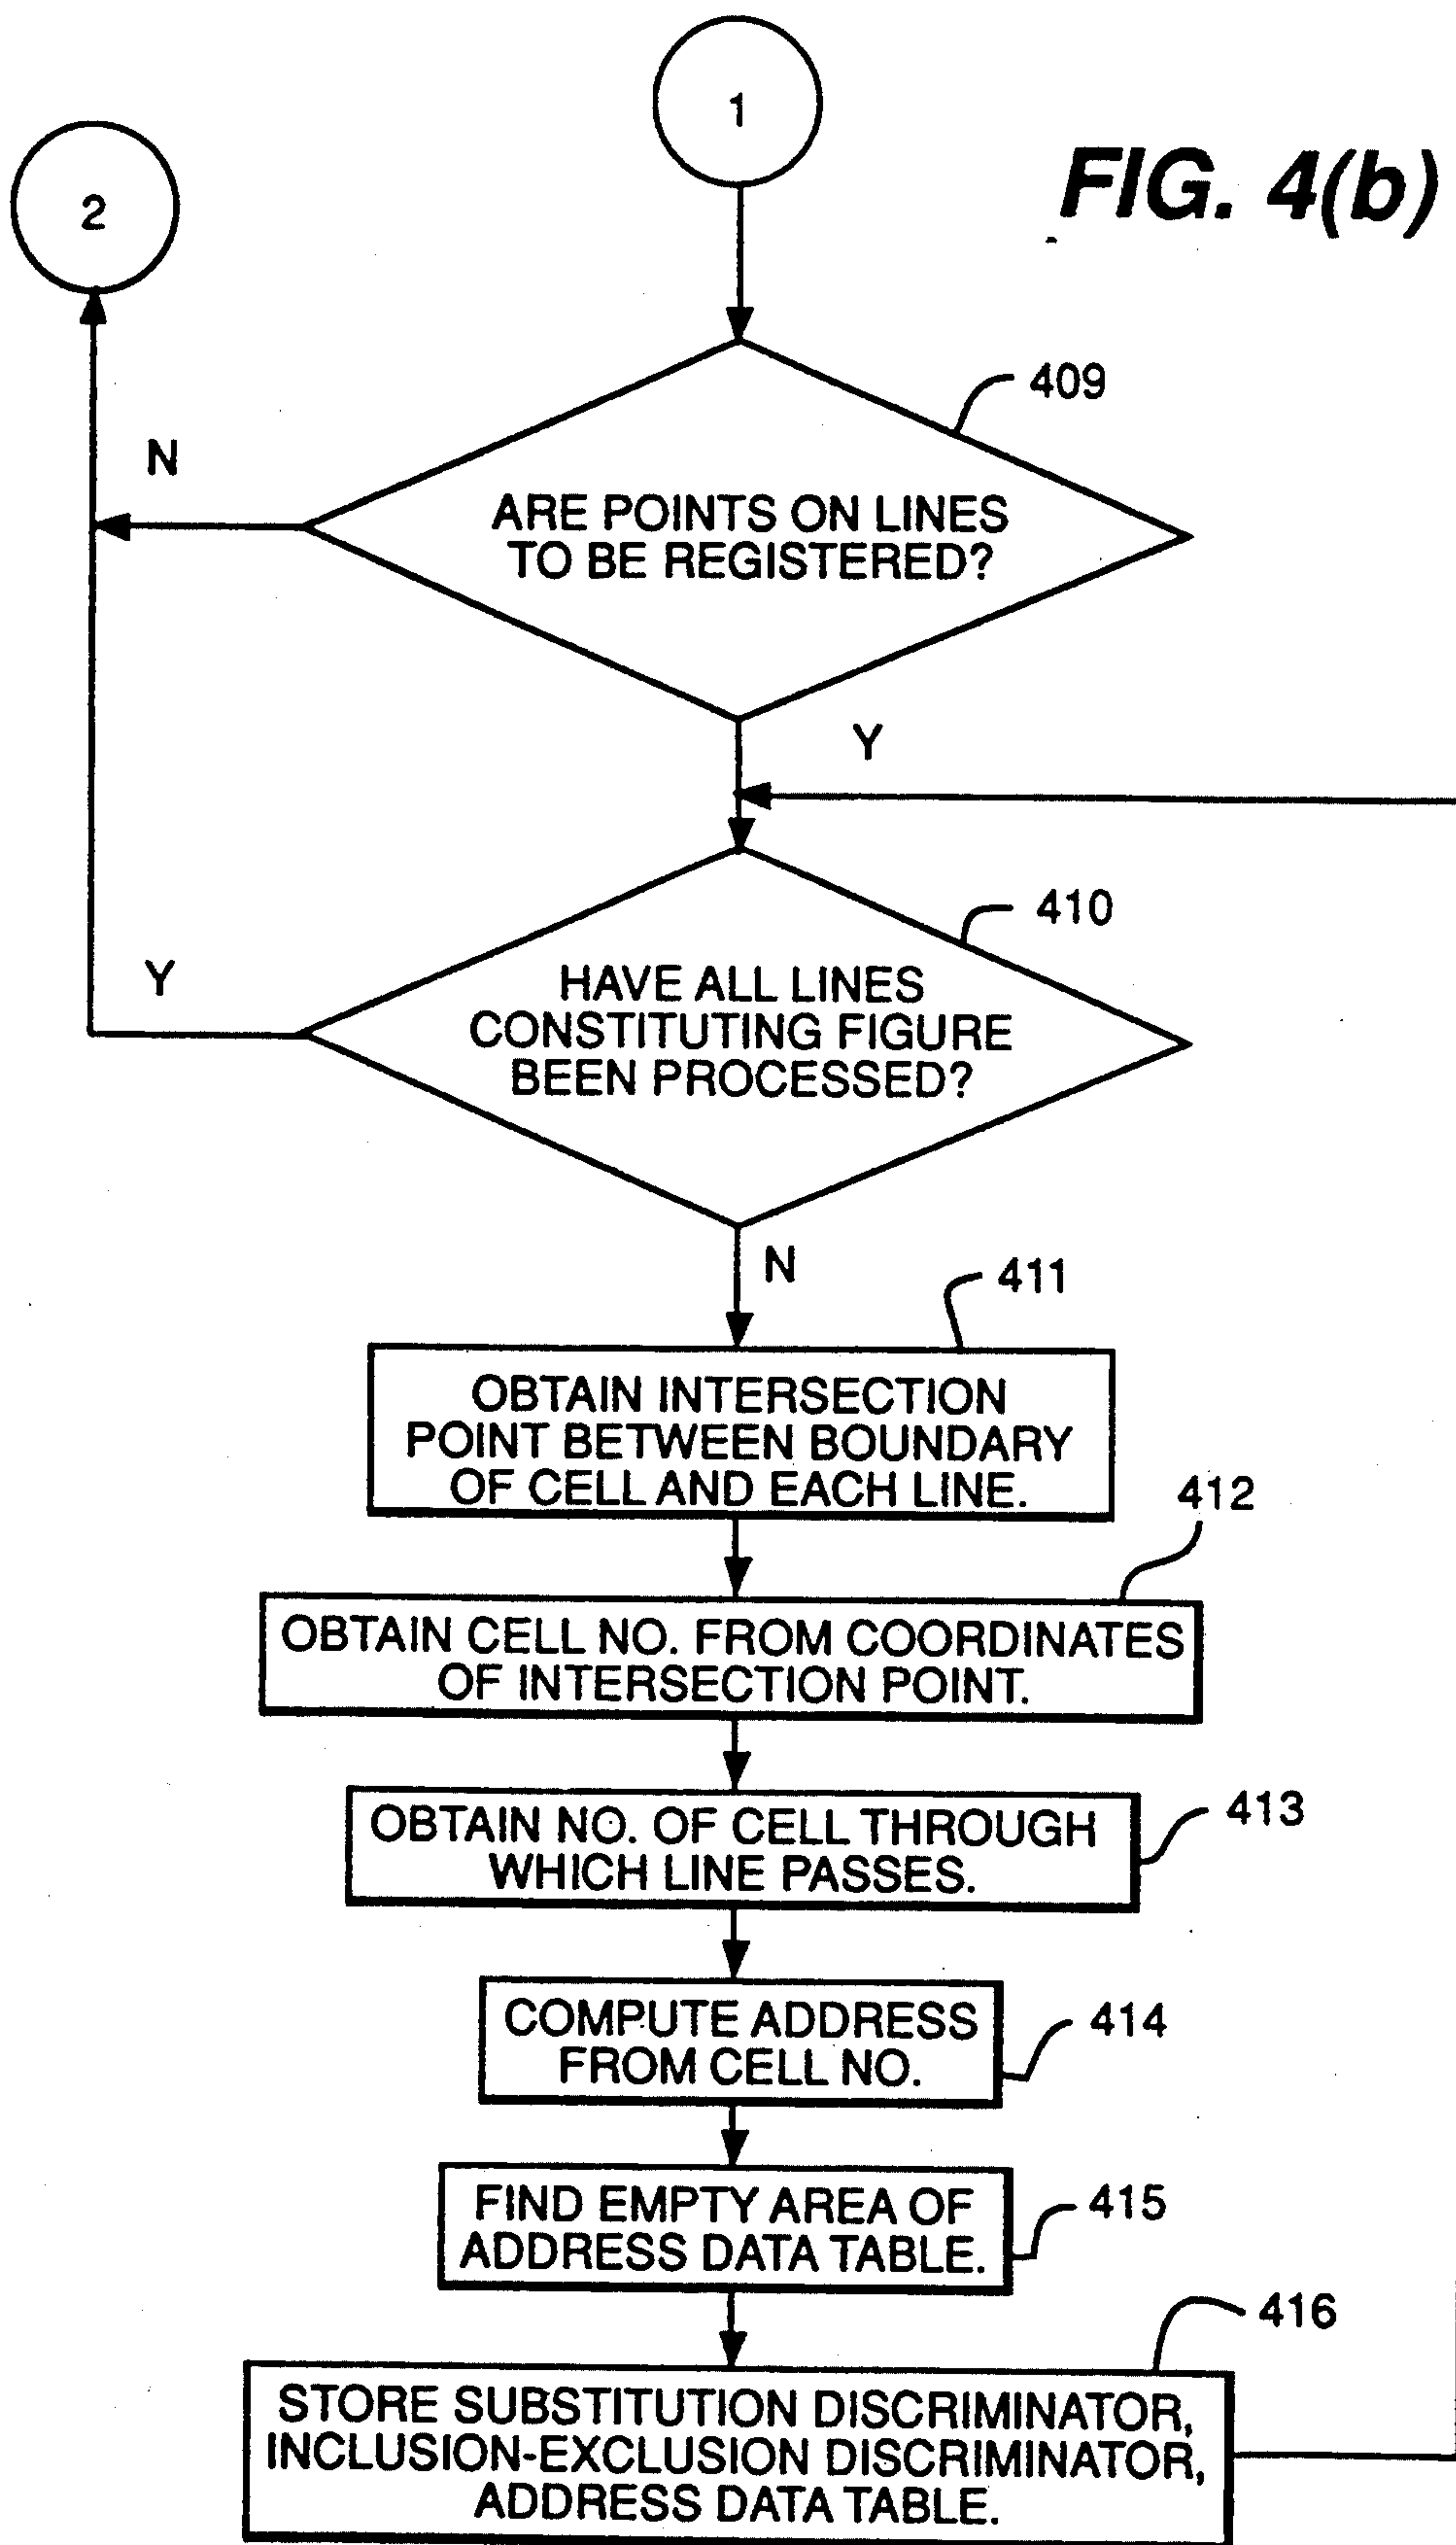 1
2
FIG. 4(b)
409
N
ARE POINTS ON LINES
TO BE REGISTERED?
Y
410
Y
HAVE ALL LINES
CONSTITUTING FIGURE
BEEN PROCESSED?
N
411
OBTAIN INTERSECTION
POINT BETWEEN BOUNDARY
OF CELL AND EACH LINE.
412
OBTAIN CELL NO. FROM COORDINATES
OF INTERSECTION POINT.
413
OBTAIN NO. OF CELL THROUGH
WHICH LINE PASSES.
414
COMPUTE ADDRESS
FROM CELL NO.
415
FIND EMPTY AREA OF
ADDRESS DATA TABLE.
416
STORE SUBSTITUTION DISCRIMINATOR,
INCLUSION-EXCLUSION DISCRIMINATOR,
ADDRESS DATA TABLE.